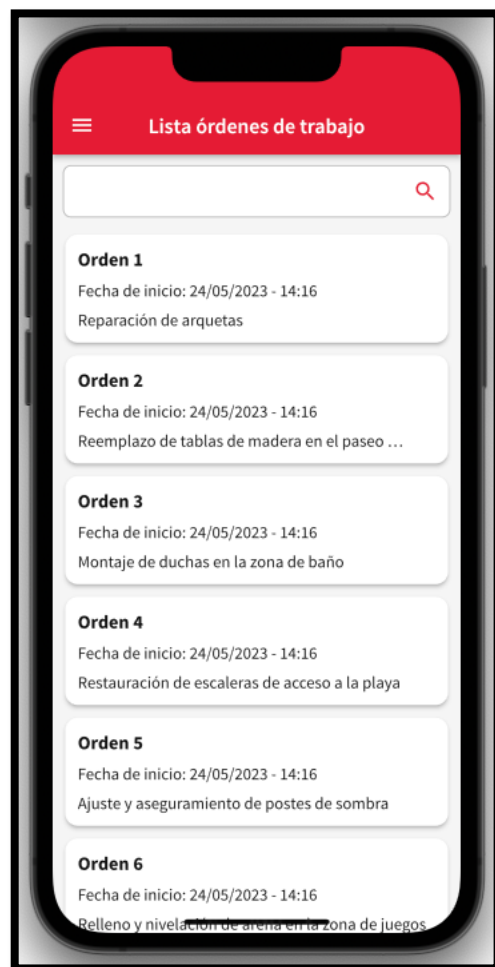 Lista órdenes de trabajo
Orden 1
Fecha de inicio: 24/05/2023 - 14:16
Reparación de arquetas
Orden 2
Fecha de inicio: 24/05/2023 - 14:16
Reemplazo de tablas de madera en el paseo ...
Orden 3
Fecha de inicio: 24/05/2023 - 14:16
Montaje de duchas en la zona de baño
Orden 4
Fecha de inicio: 24/05/2023 - 14:16
Restauración de escaleras de acceso a la playa
Orden 5
Fecha de inicio: 24/05/2023 - 14:16
Ajuste y aseguramiento de postes de sombra
Orden 6
Fecha de inicio: 24/05/2023 - 14:16
Relleno y nivelación de arena en la zona de juegos